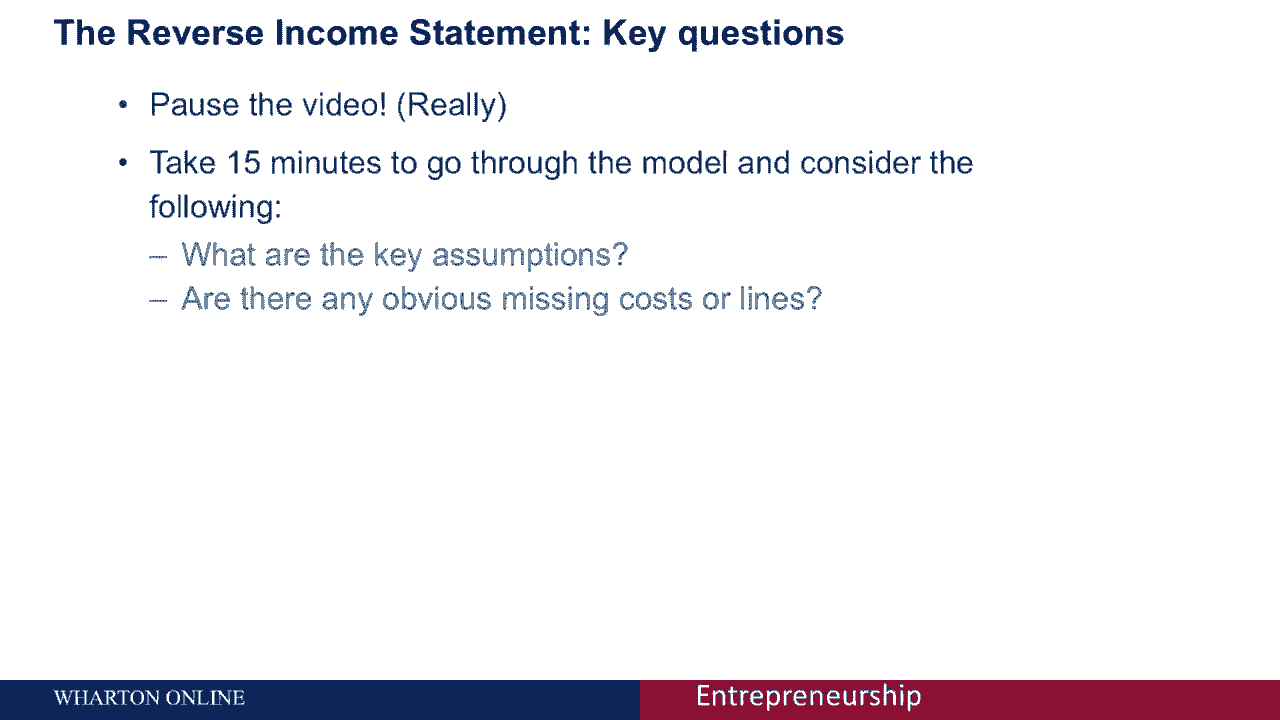 The Reverse Income Statement: Key questions
• Pause the video! (Really)
• Take 15 minutes to go through the model and consider the
following:
– What are the key assumptions?
– Are there any obvious missing costs or lines?
WHARTON ONLINE
Entrepreneurship